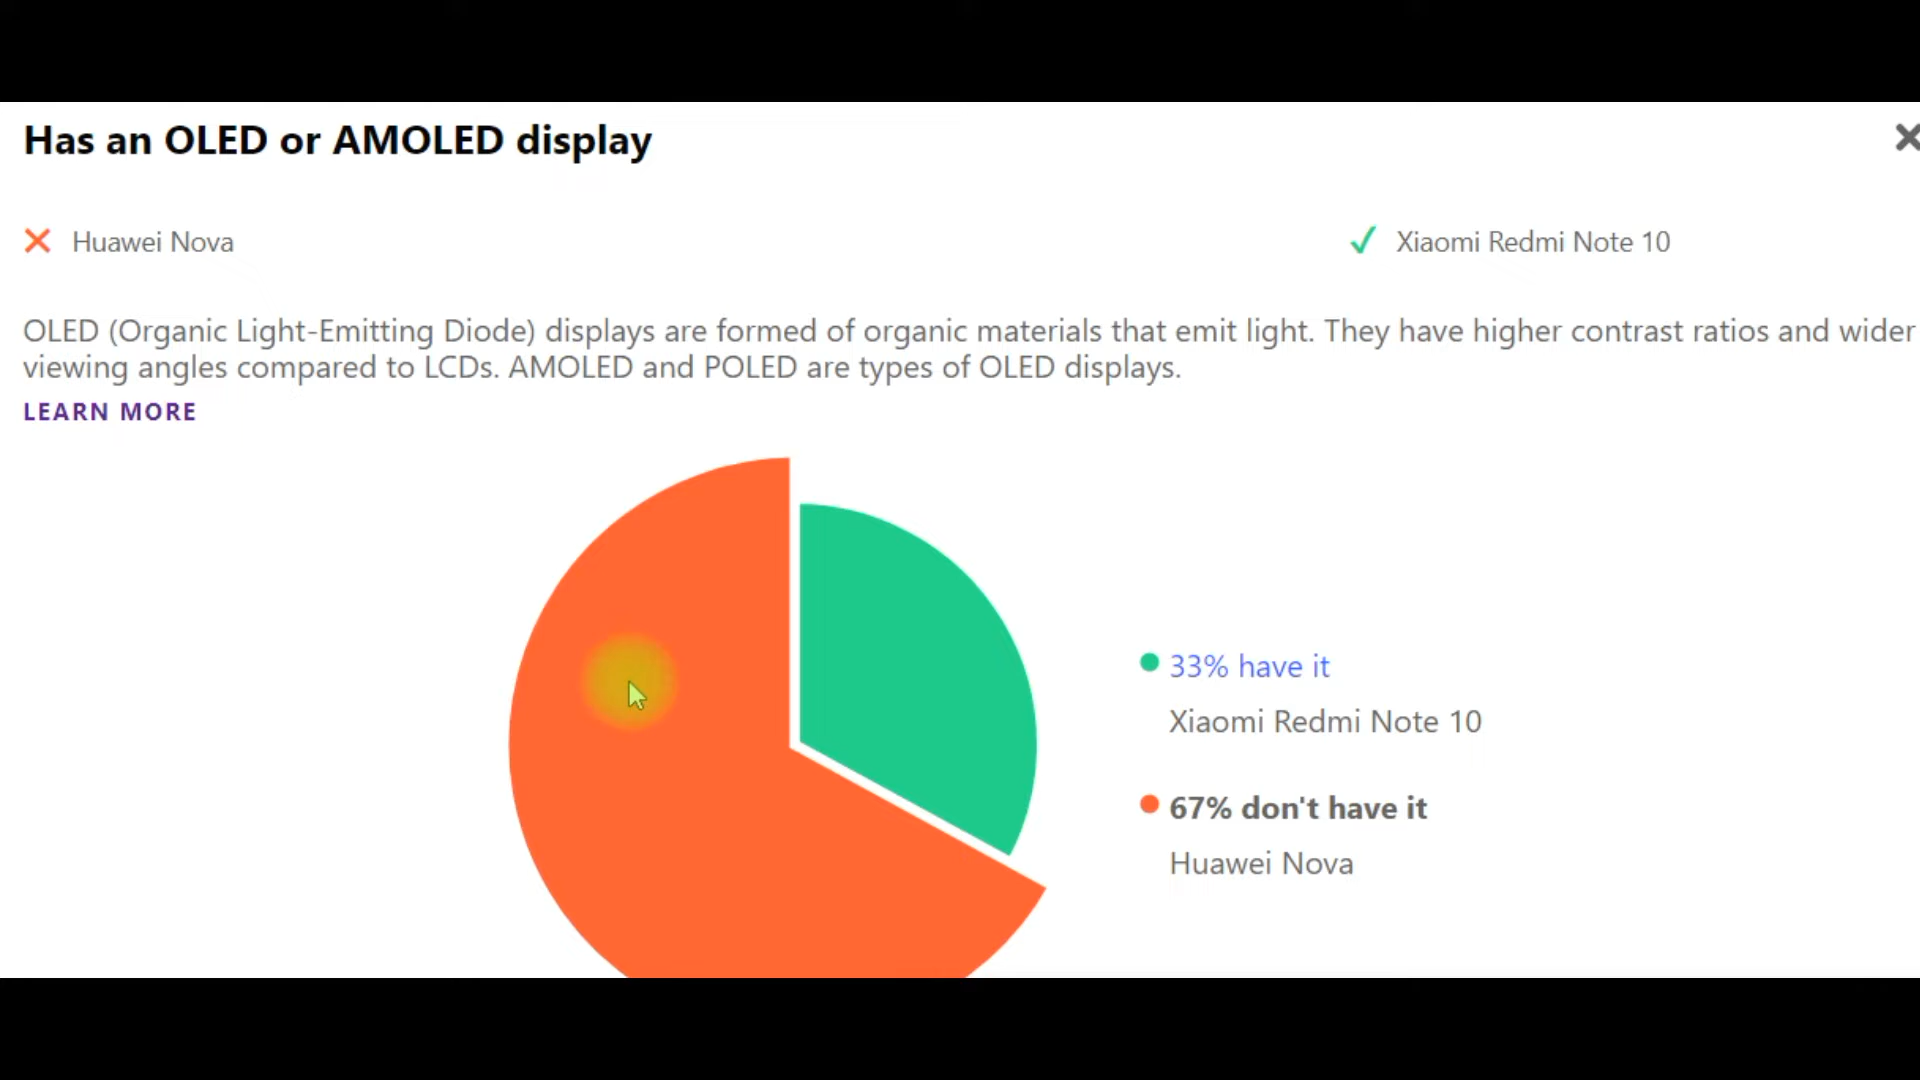 Has an OLED or AMOLED display
Huawei Nova
Xiaomi Redmi Note 10
OLED (Organic Light-Emitting Diode) displays are formed of organic materials that emit light. They have higher contrast ratios and wider
viewing angles compared to LCDs. AMOLED and POLED are types of OLED displays.
LEARN MORE
33% have it
Xiaomi Redmi Note 10
67% don't have it
Huawei Nova